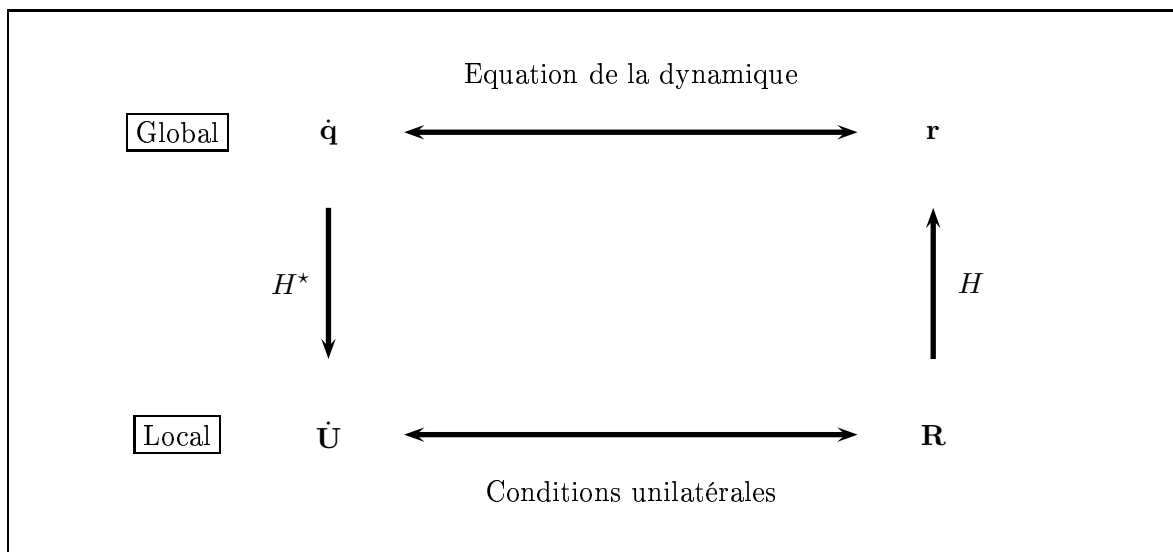 Equation de la dynamique
Global q̇ r
H* H
Local U̇ R
Conditions unilatérales